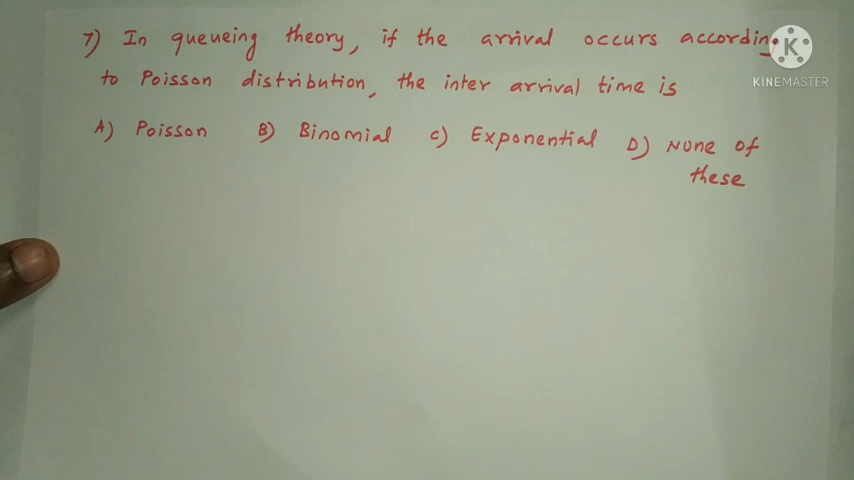 7) In queueing theory, if the arrival occurs according
to Poisson distribution, the inter arrival time is
A) Poisson B) Binomial C) Exponential D) None of
these
K
KINEMASTER